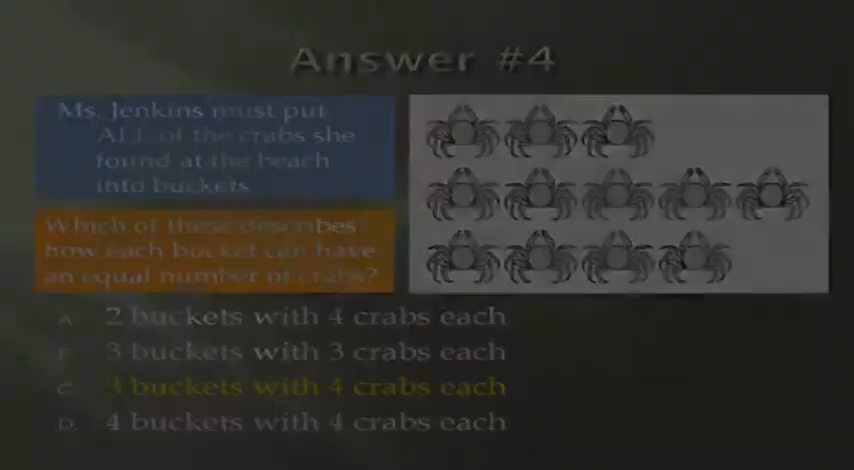 Answer #4
Ms. Jenkins must put
ALL of the crabs she
found at the beach
into buckets
Which of these describes
how each bucket can have
an equal number of crabs?
A. 2 buckets with 4 crabs each
B. 3 buckets with 3 crabs each
C. 3 buckets with 4 crabs each
D. 4 buckets with 4 crabs each